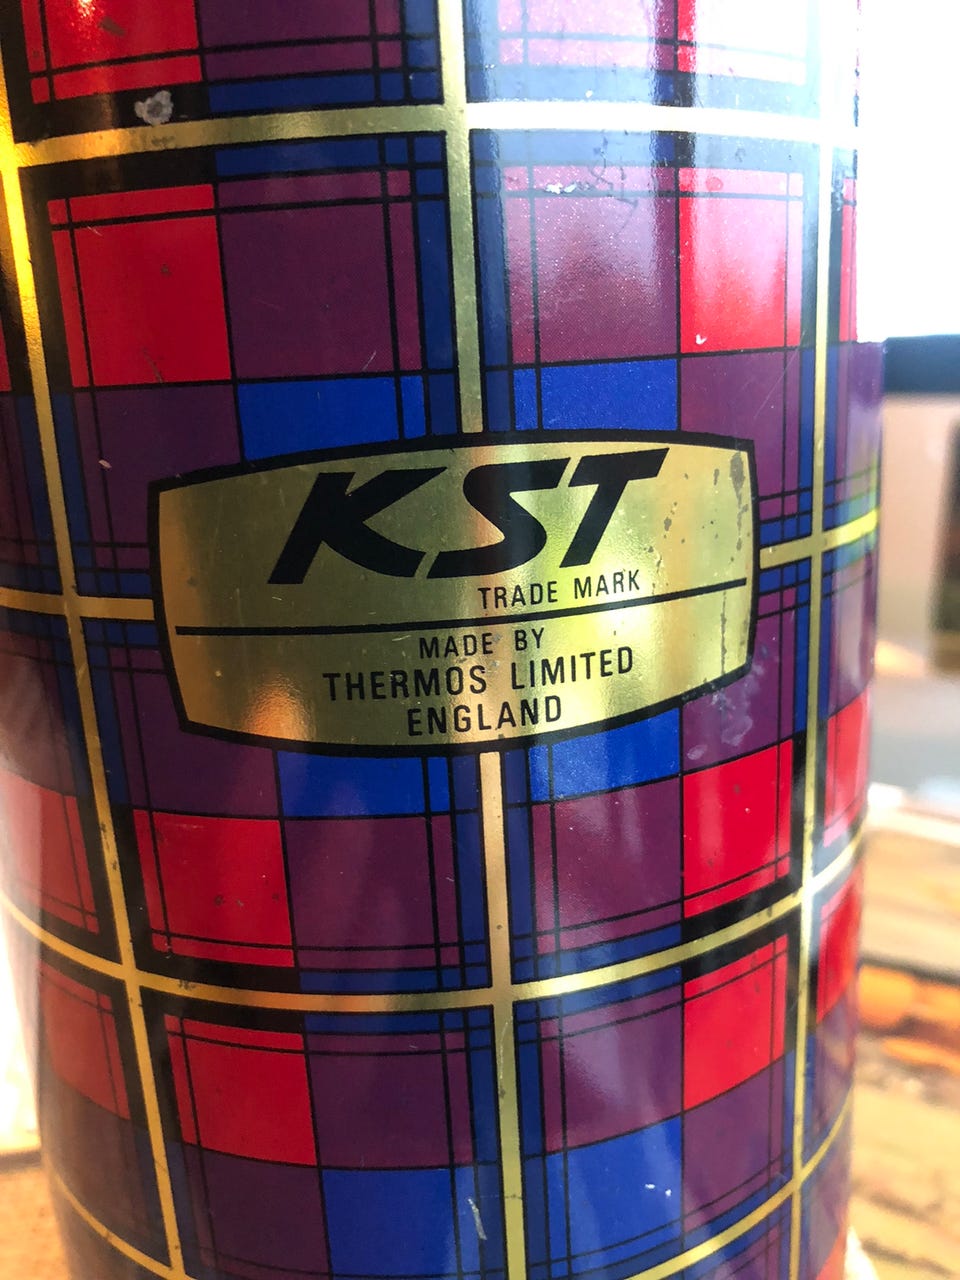 KST
TRADE MARK
MADE BY
THERMOS LIMITED
ENGLAND